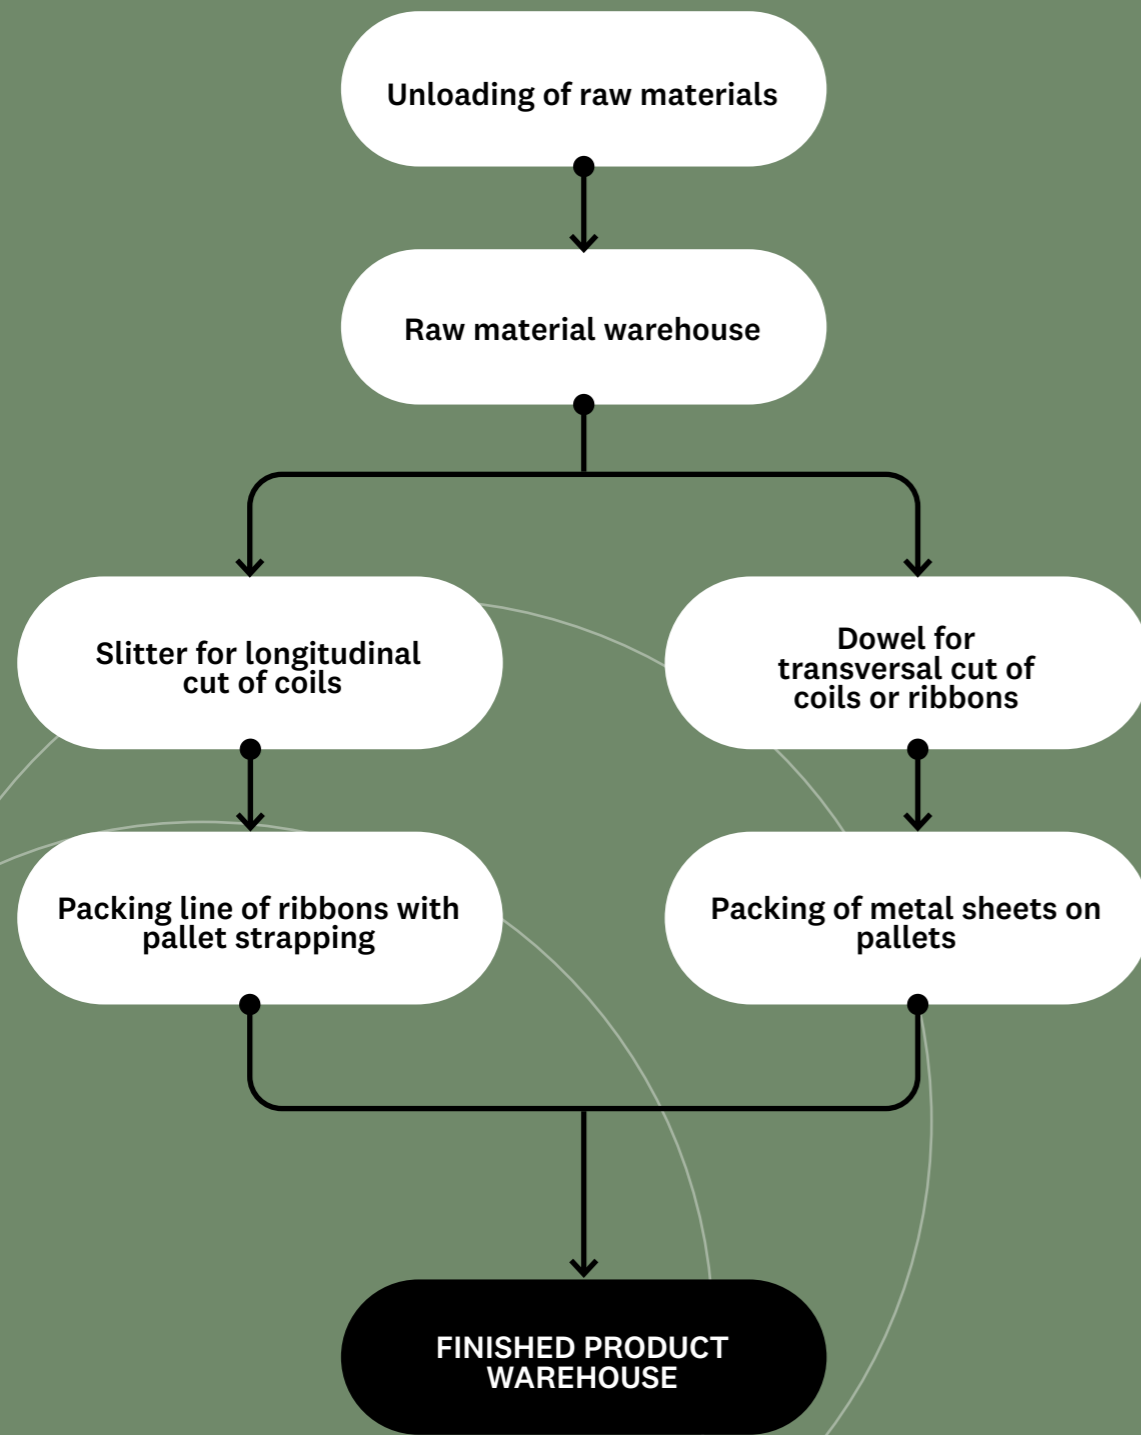 Unloading of raw materials
Raw material warehouse
Slitter for longitudinal
cut of coils
Dowel for
transversal cut of
coils or ribbons
Packing line of ribbons with
pallet strapping
Packing of metal sheets on
pallets
FINISHED PRODUCT
WAREHOUSE